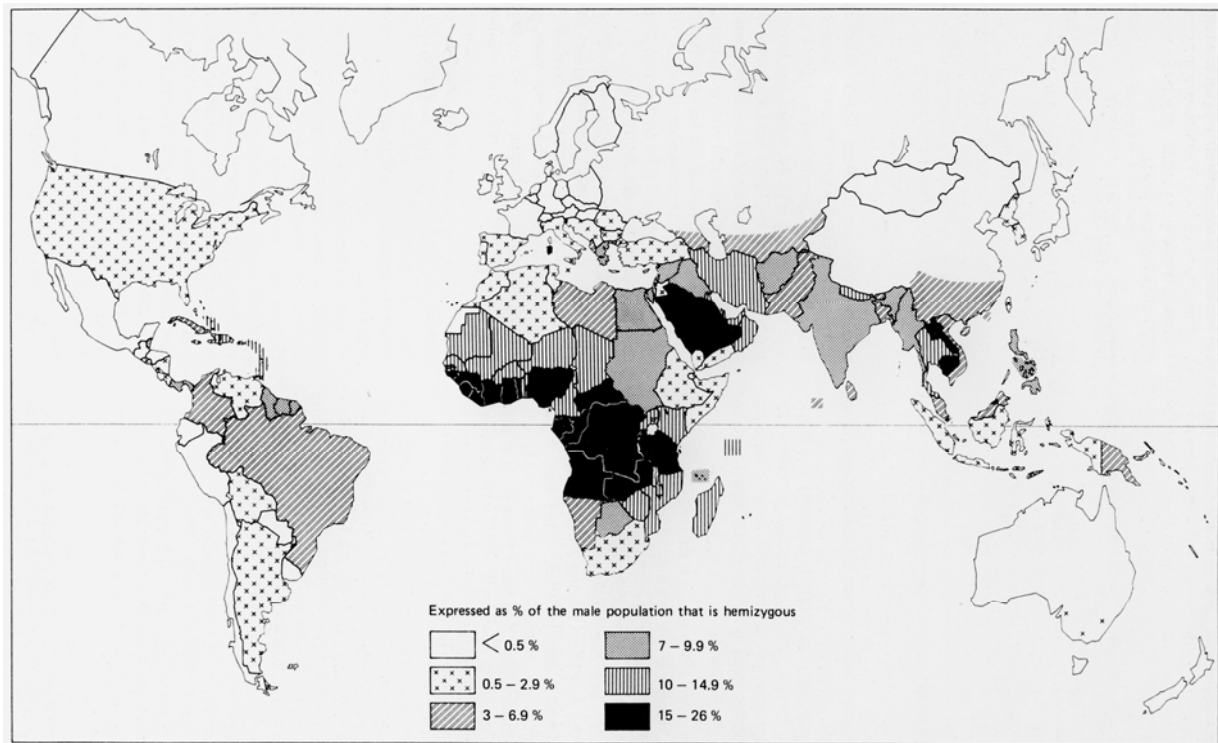 Expressed as % of the male population that is hemizygous
< 0.5 %
7 – 9.9 %
0.5 – 2.9 %
10 – 14.9 %
3 – 6.9 %
15 – 26 %